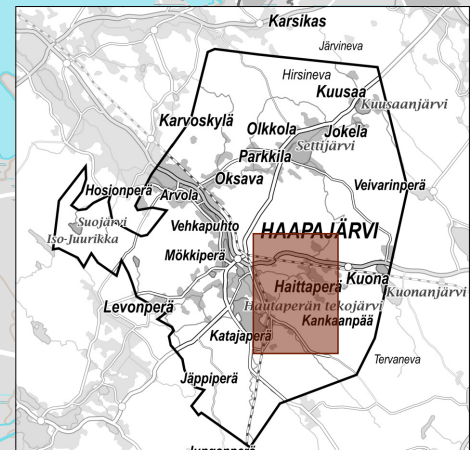 Karsikas
Järvineva
Hirsineva
Kuusaa
Kuusaanjärvi
Karvoskylä
Olkkola
Jokela
Settijärvi
Parkkila
Oksava
Veivarinperä
Hosionperä
Arvola
Suojärvi
Vehkapuhto
HAAPAJÄRVI
Iso-Juurikka
Mökkiperä
Kuona
Haittaperä
Kuonanjärvi
Levonperä
Hautaperän tekojärvi
Kankaanpää
Katajaperä
Tervaneva
Jäppiperä